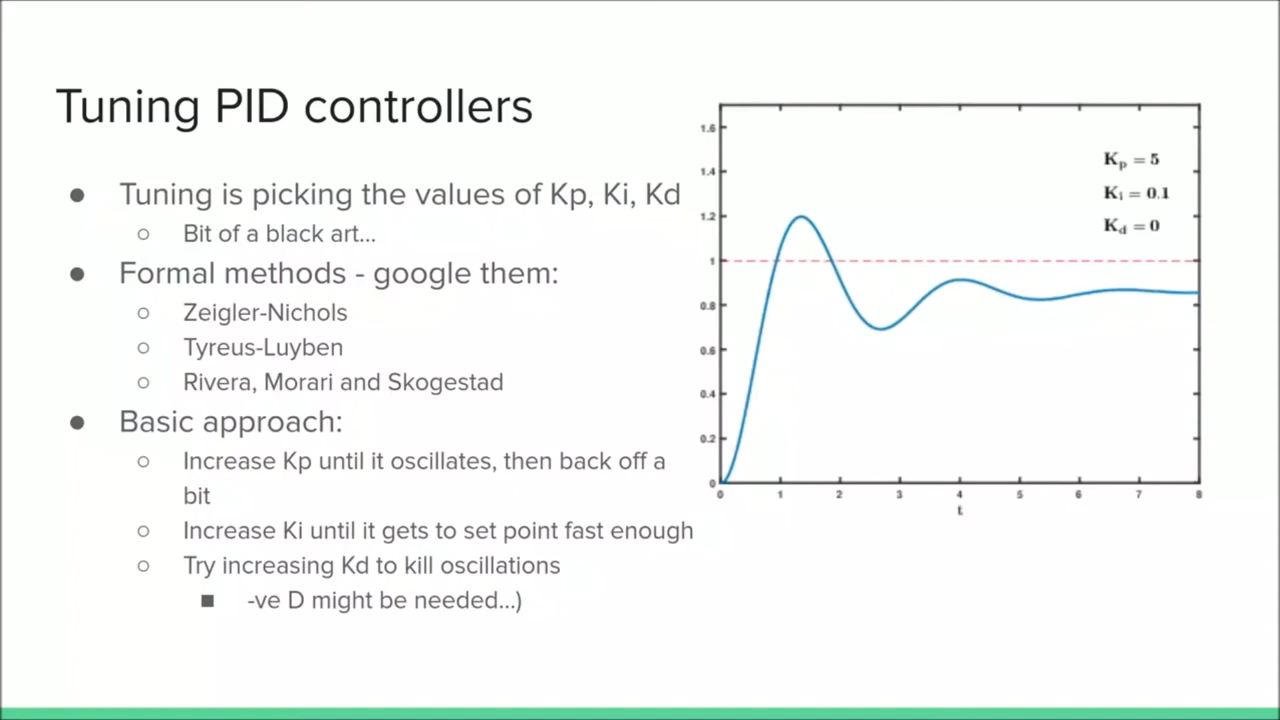 Tuning PID controllers
● Tuning is picking the values of Kp, Ki, Kd
○ Bit of a black art...
● Formal methods - google them:
○ Zeigler-Nichols
○ Tyreus-Luyben
○ Rivera, Morari and Skogestad
● Basic approach:
○ Increase Kp until it oscillates, then back off a
bit
○ Increase Ki until it gets to set point fast enough
○ Try increasing Kd to kill oscillations
■ -ve D might be needed...)
1.6
1.4
1.2
1
0.8
0.6
0.4
0.2
0
Kp = 5
Ki = 0.1
Kd = 0
0 1 2 3 4 5 6 7 8
t